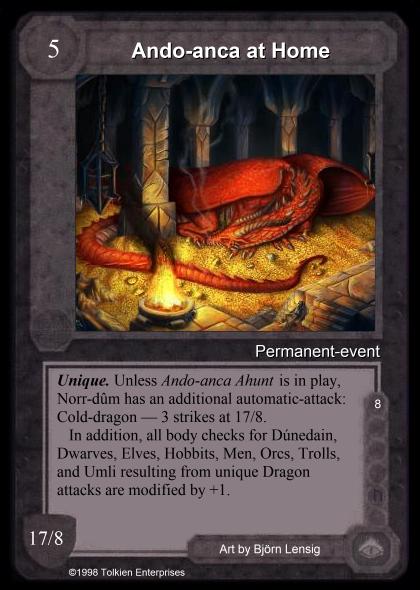 5
Ando-anca at Home
Permanent-event
Unique. Unless Ando-anca Ahunt is in play,
Norr-dûm has an additional automatic-attack:
Cold-dragon — 3 strikes at 17/8.
In addition, all body checks for Dúnedain,
Dwarves, Elves, Hobbits, Men, Orcs, Trolls,
and Umli resulting from unique Dragon
attacks are modified by +1.
8
17/8
Art by Björn Lensig
©1998 Tolkien Enterprises